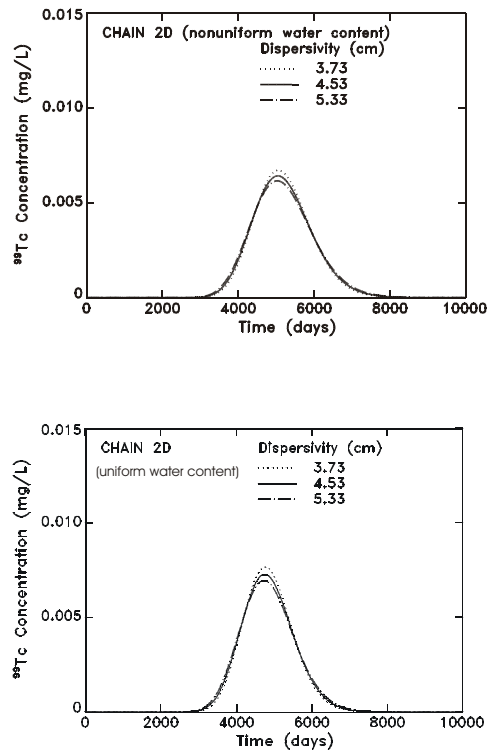 0.015
CHAIN 2D (nonuniform water content)
Dispersivity (cm)
3.73
4.53
5.33
0.010
0.005
0
⁹⁹Tc Concentration (mg/L)
0 2000 4000 6000 8000 10000
Time (days)
0.015
CHAIN 2D
(uniform water content)
Dispersivity (cm)
3.73
4.53
5.33
0.010
0.005
0
⁹⁹Tc Concentration (mg/L)
0 2000 4000 6000 8000 10000
Time (days)